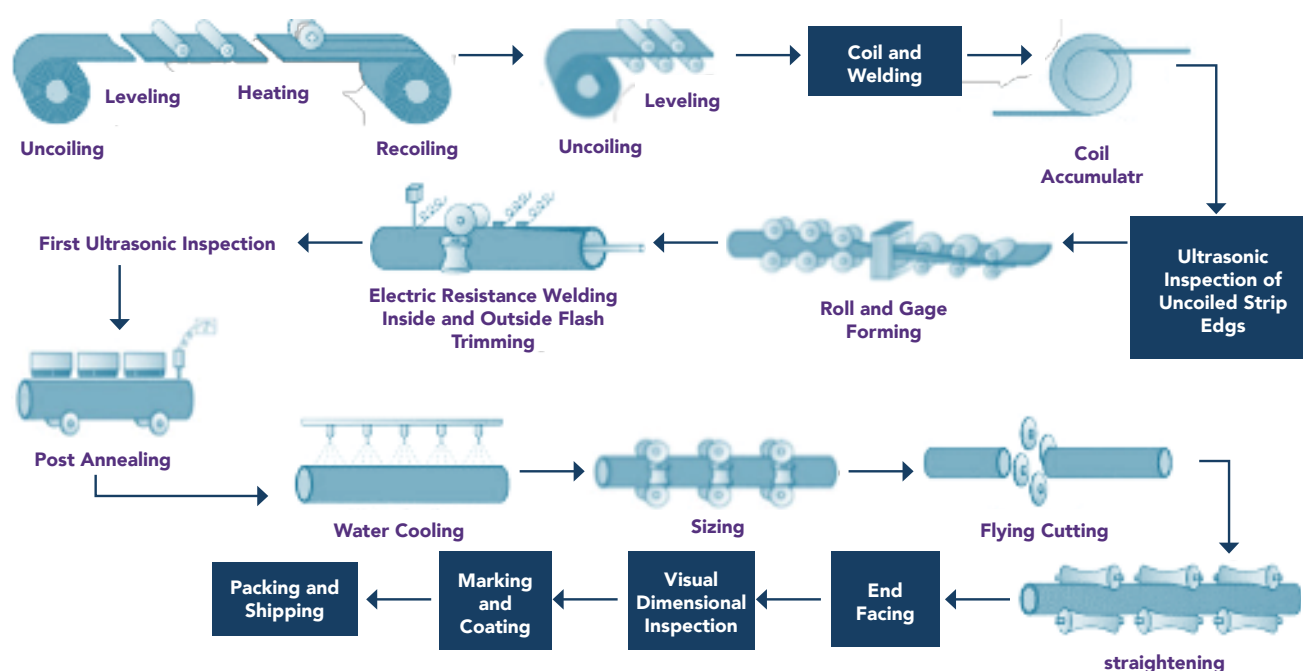 Leveling
Heating
Uncoiling
Recoiling
Leveling
Uncoiling
Coil and
Welding
Coil
Accumulatr
Ultrasonic
Inspection of
Uncoiled Strip
Edgs
Roll and Gage
Forming
Electric Resistance Welding
Inside and Outside Flash
Trimming
First Ultrasonic Inspection
Post Annealing
Water Cooling
Sizing
Flying Cutting
straightening
End
Facing
Visual
Dimensional
Inspection
Marking
and
Coating
Packing and
Shipping